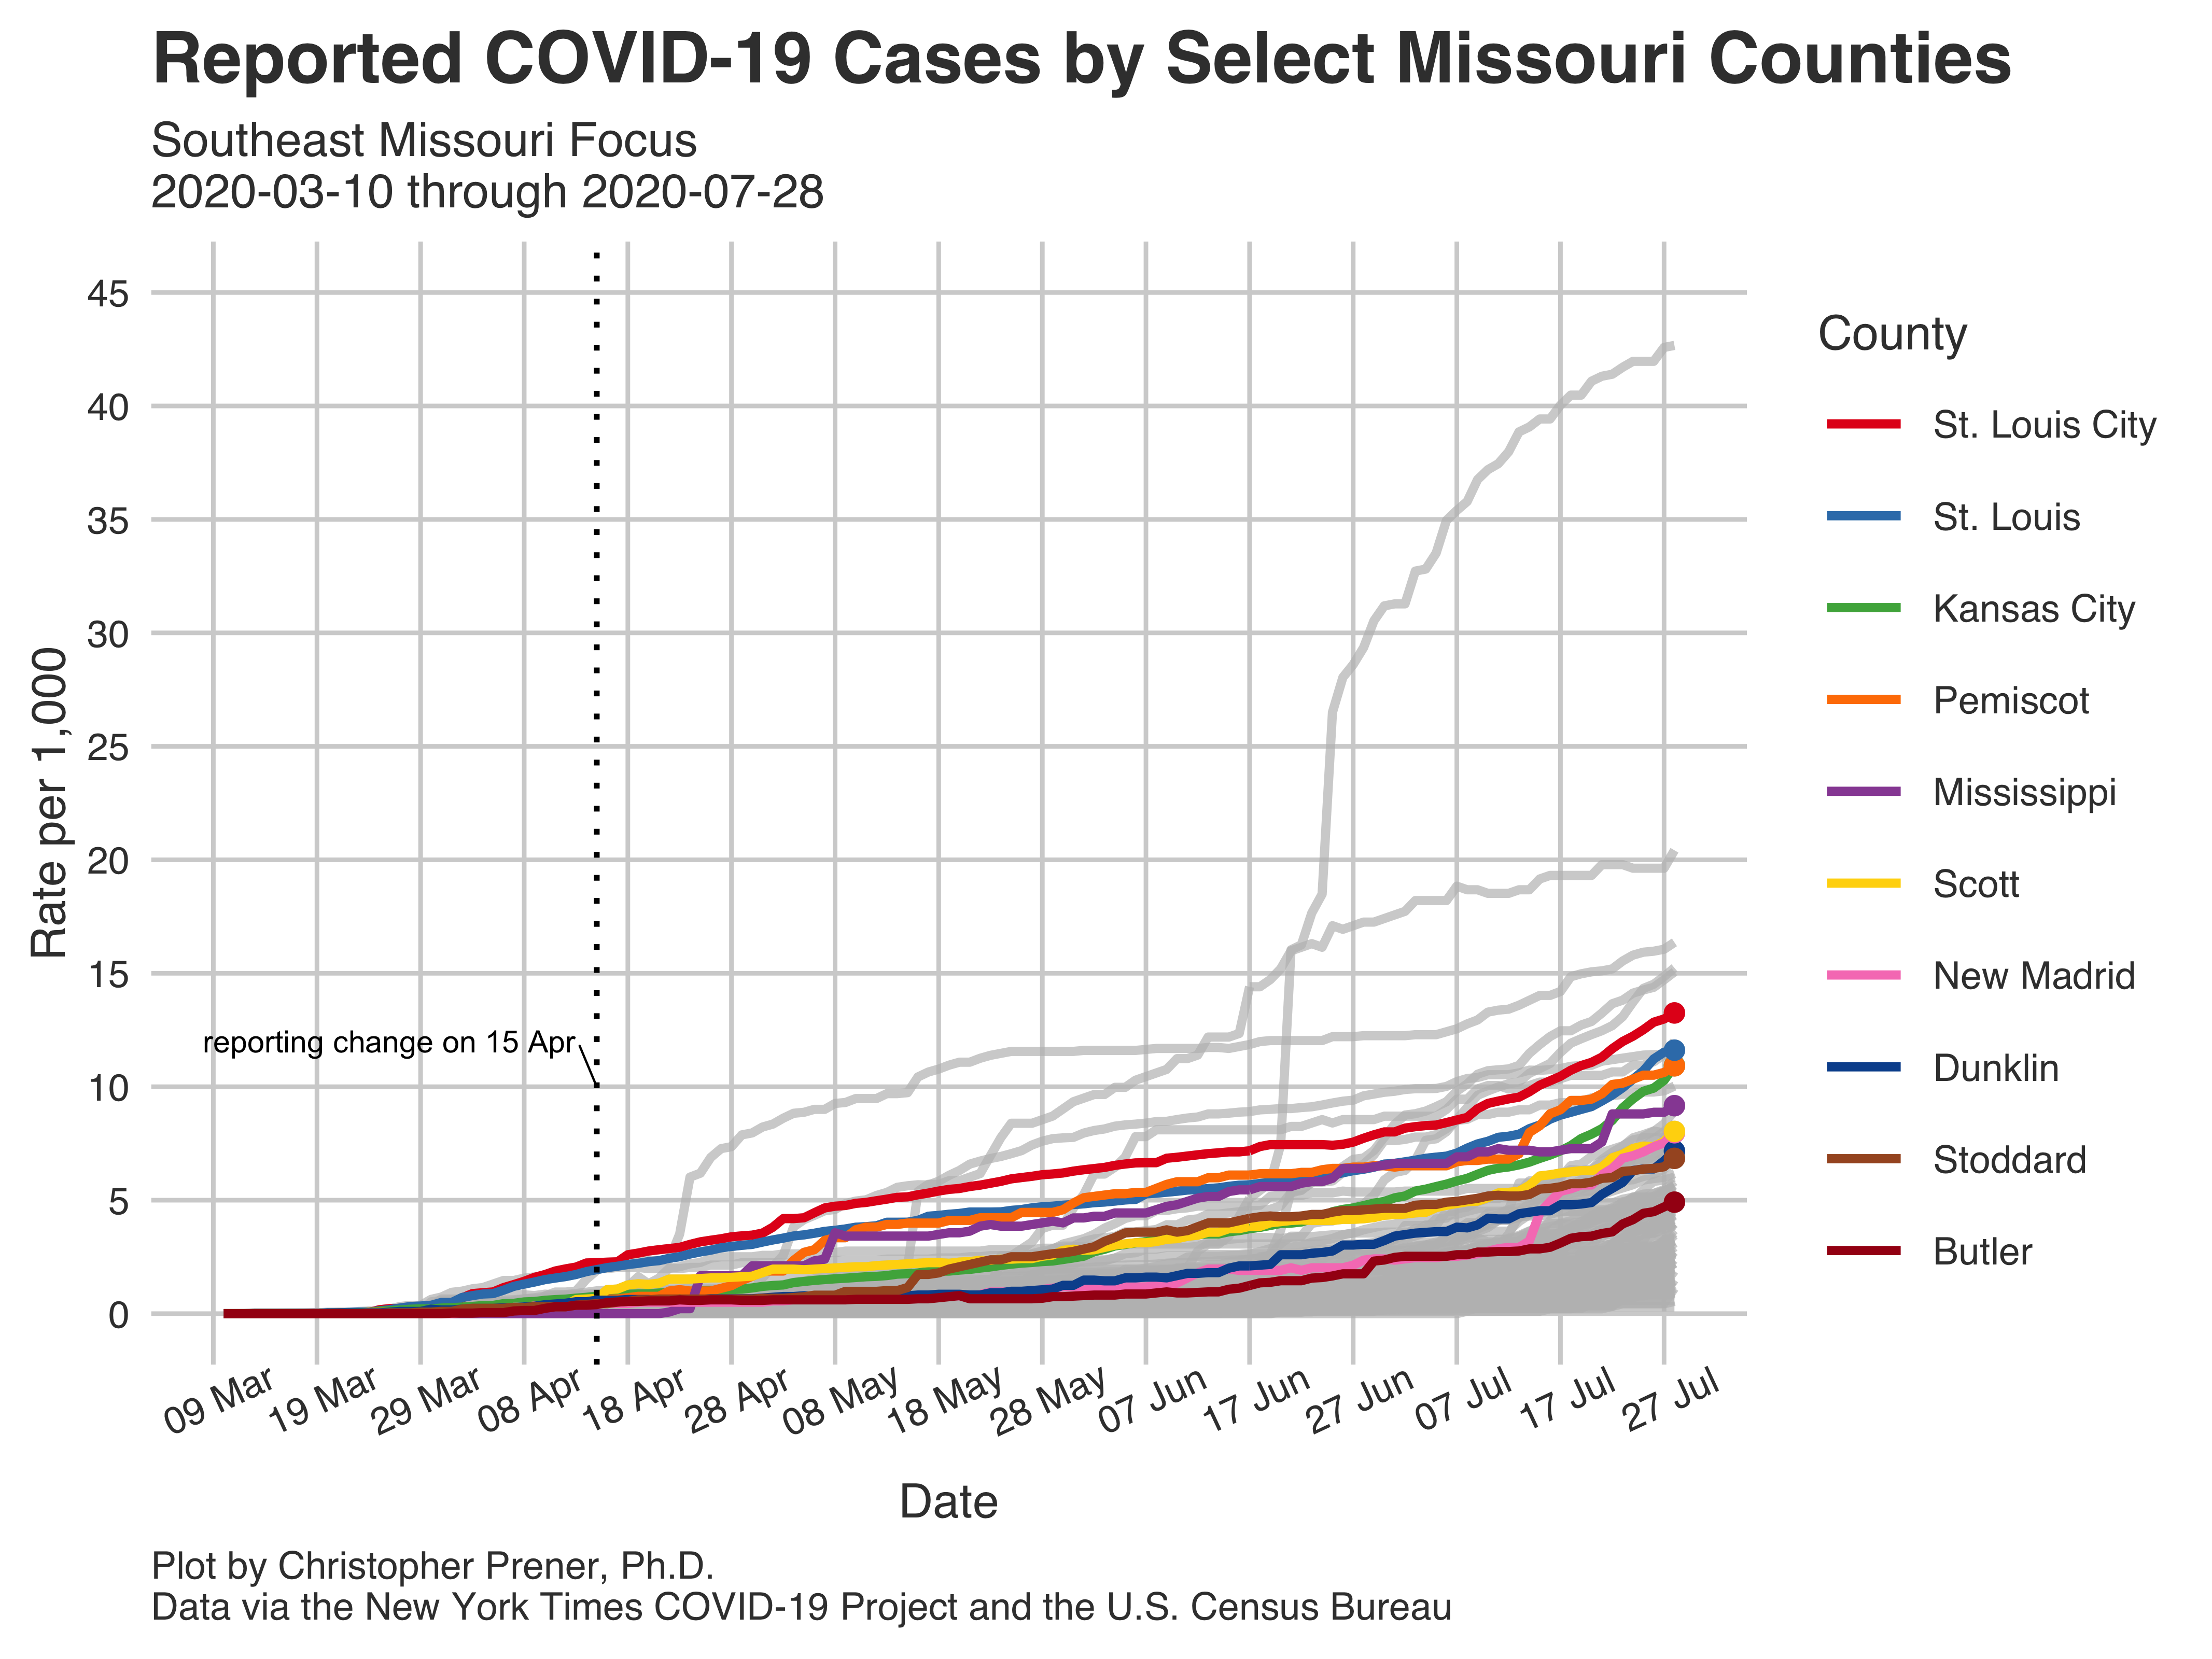 Reported COVID-19 Cases by Select Missouri Counties
Southeast Missouri Focus
2020-03-10 through 2020-07-28
45
40
35
30
25
20
15
10
5
0
Rate per 1,000
reporting change on 15 Apr
09 Mar
19 Mar
29 Mar
08 Apr
18 Apr
28 Apr
08 May
18 May
28 May
07 Jun
17 Jun
27 Jun
07 Jul
17 Jul
27 Jul
Date
County
St. Louis City
St. Louis
Kansas City
Pemiscot
Mississippi
Scott
New Madrid
Dunklin
Stoddard
Butler
Plot by Christopher Prener, Ph.D.
Data via the New York Times COVID-19 Project and the U.S. Census Bureau